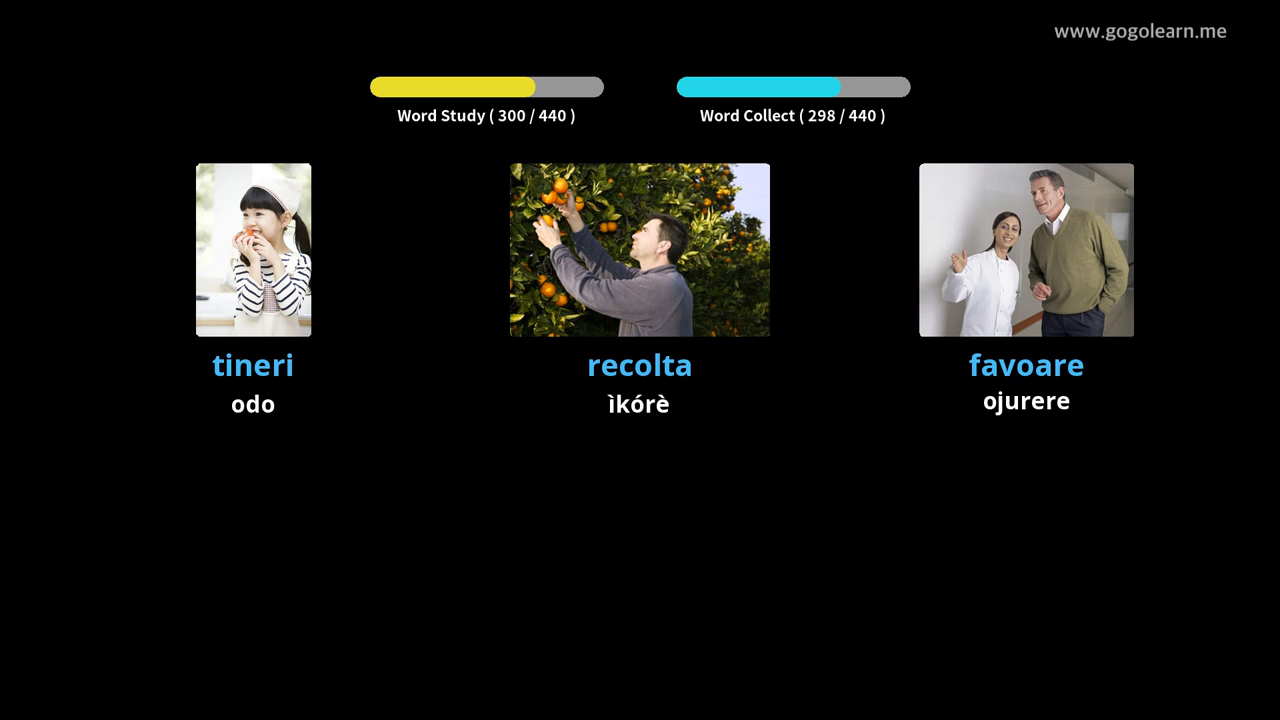 www.gogolearn.me
Word Study ( 300 / 440 )
Word Collect ( 298 / 440 )
tineri
odo
recolta
ìkórè
favoare
ojurere